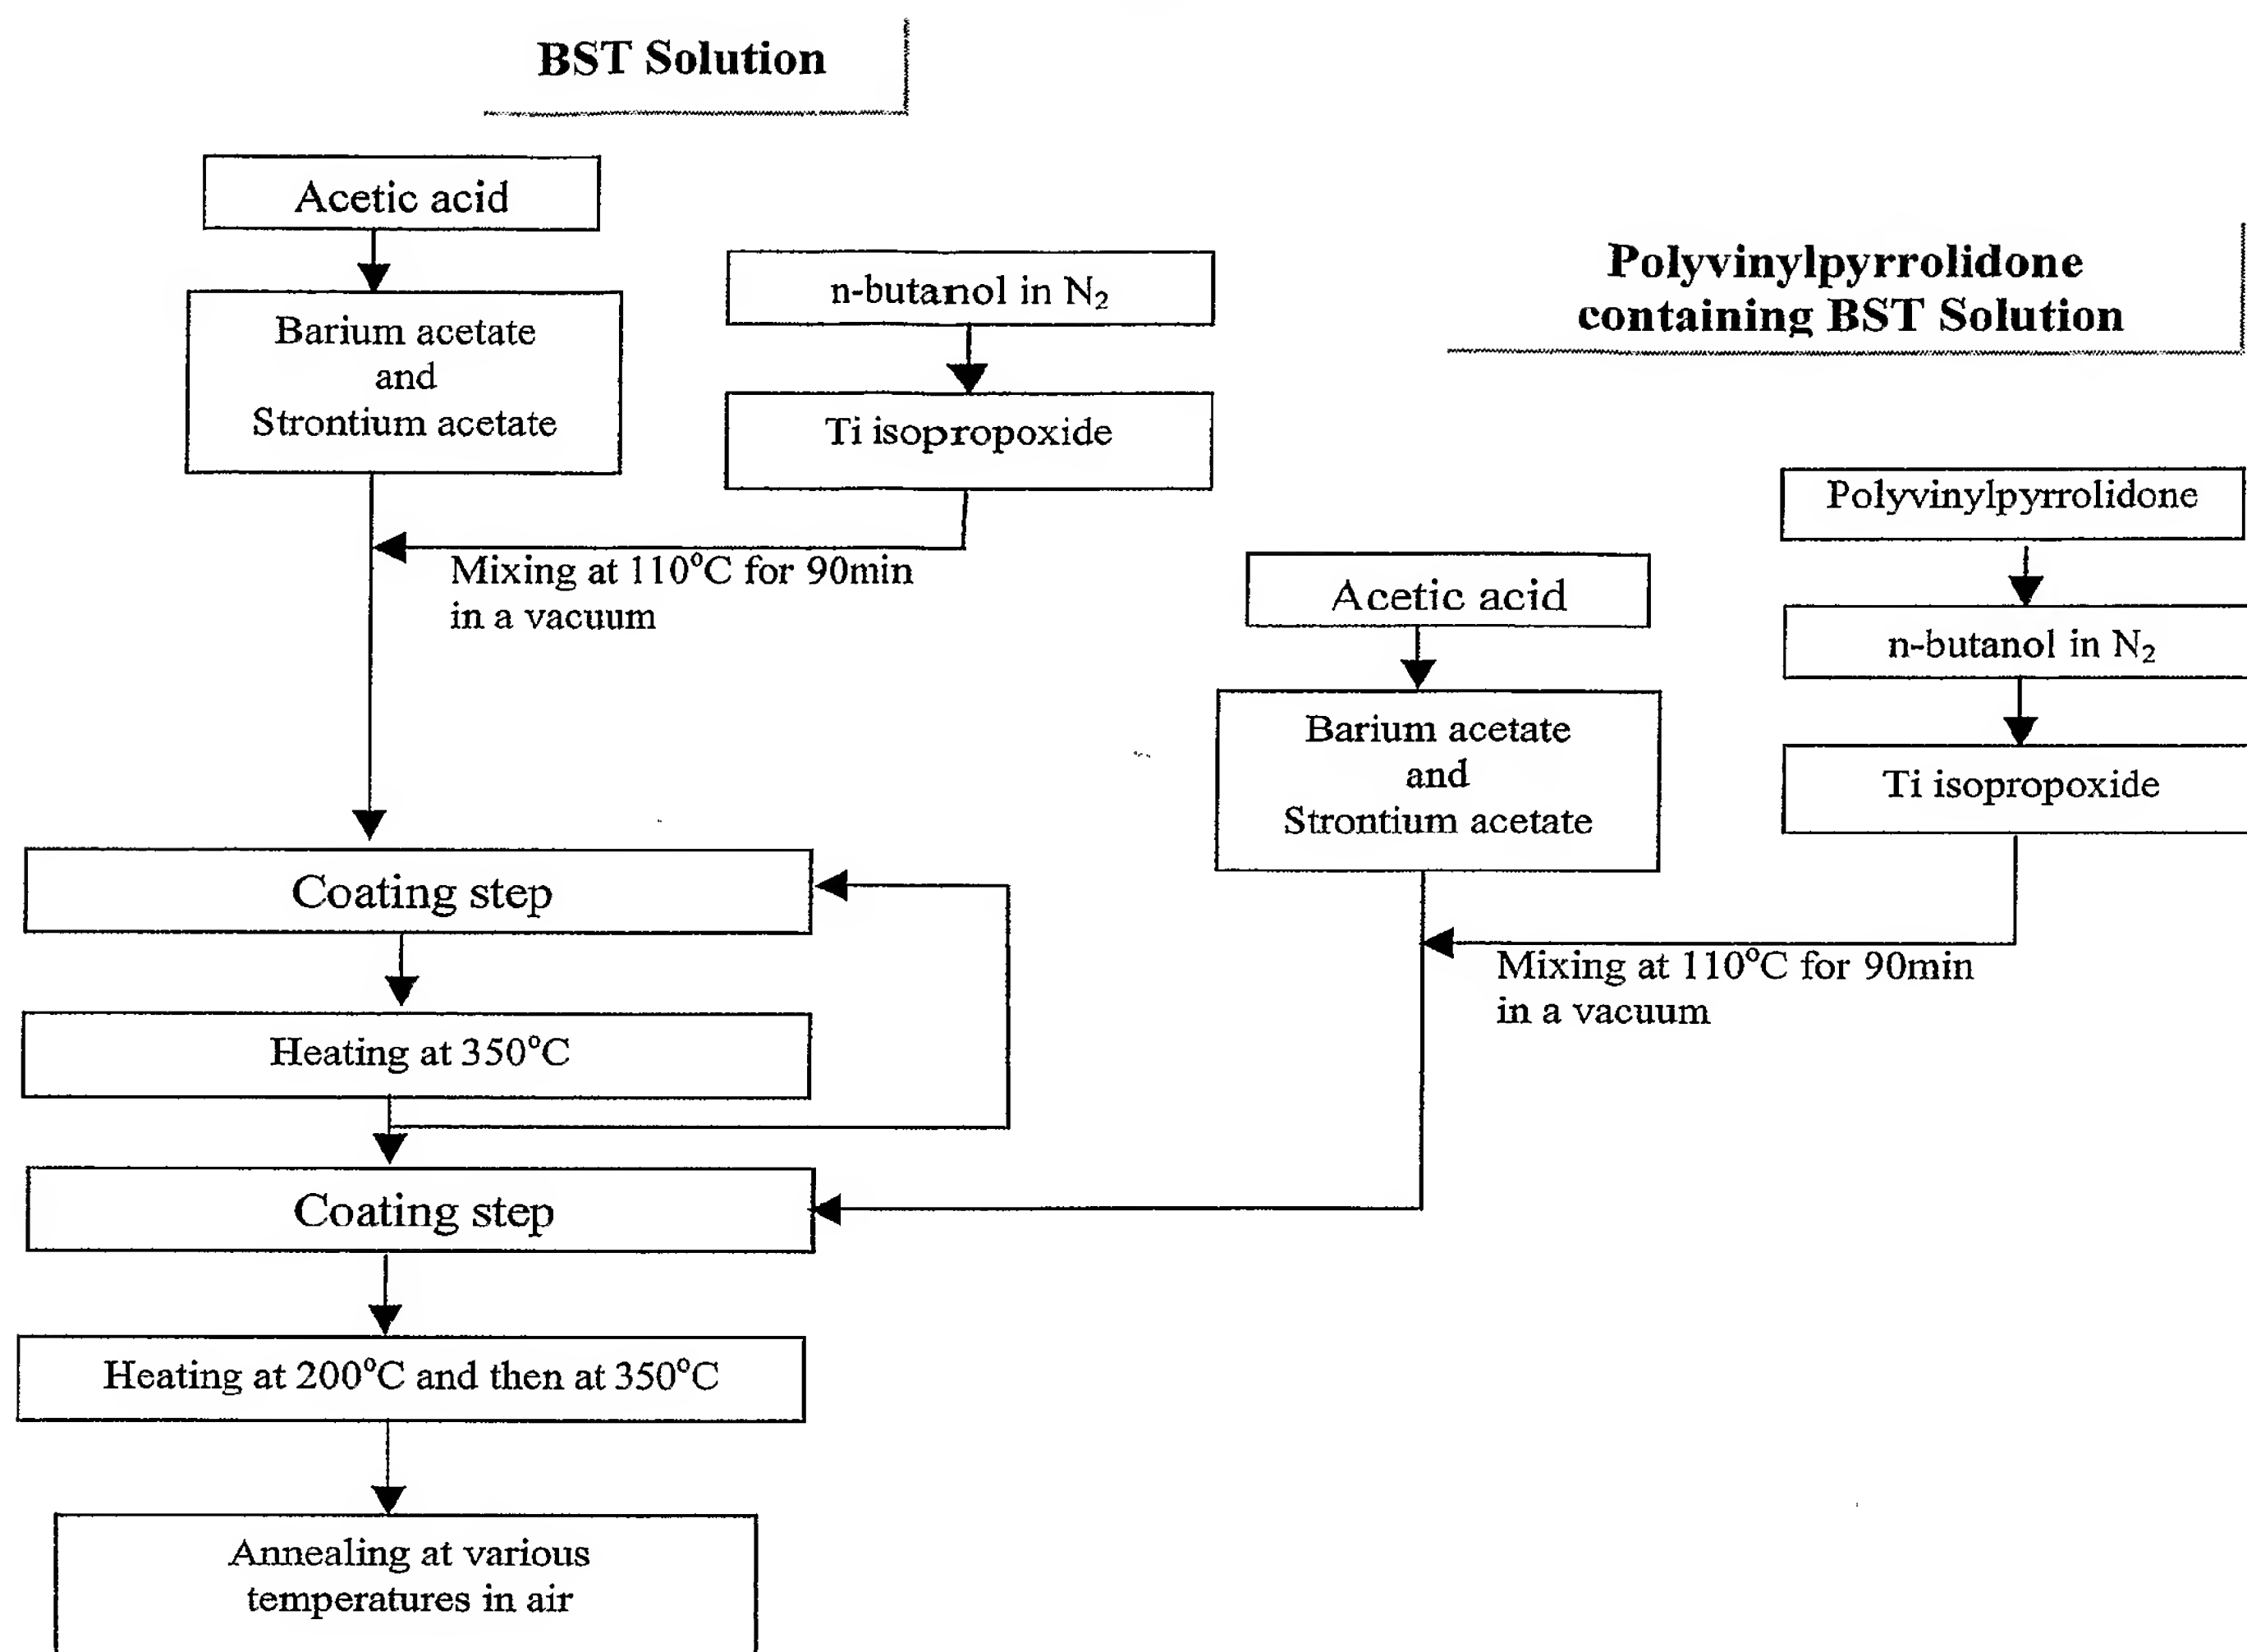 BST Solution
Acetic acid
Barium acetate
and
Strontium acetate
n-butanol in N₂
Ti isopropoxide
Mixing at 110°C for 90min
in a vacuum
Polyvinylpyrrolidone
containing BST Solution
Polyvinylpyrrolidone
n-butanol in N₂
Ti isopropoxide
Acetic acid
Barium acetate
and
Strontium acetate
Mixing at 110°C for 90min
in a vacuum
Coating step
Heating at 350°C
Coating step
Heating at 200°C and then at 350°C
Annealing at various
temperatures in air